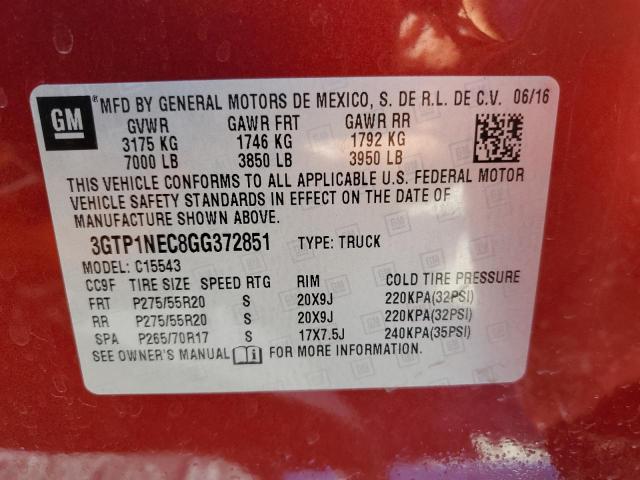 GM ® MFD BY GENERAL MOTORS DE MEXICO, S. DE R.L. DE C.V. 06/16
GVWR GAWR FRT GAWR RR
3175 KG 1746 KG 1792 KG
7000 LB 3850 LB 3950 LB
THIS VEHICLE CONFORMS TO ALL APPLICABLE U.S. FEDERAL MOTOR
VEHICLE SAFETY STANDARDS IN EFFECT ON THE DATE OF
MANUFACTURE SHOWN ABOVE.
3GTP1NEC8GG372851 TYPE: TRUCK
MODEL: C15543
CC9F TIRE SIZE SPEED RTG RIM COLD TIRE PRESSURE
FRT P275/55R20 S 20X9J 220KPA(32PSI)
RR P275/55R20 S 20X9J 220KPA(32PSI)
SPA P265/70R17 S 17X7.5J 240KPA(35PSI)
SEE OWNER'S MANUAL FOR MORE INFORMATION.